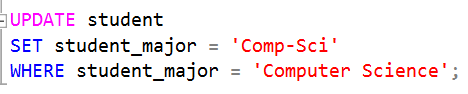 UPDATE student
SET student_major = 'Comp-Sci'
WHERE student_major = 'Computer Science';